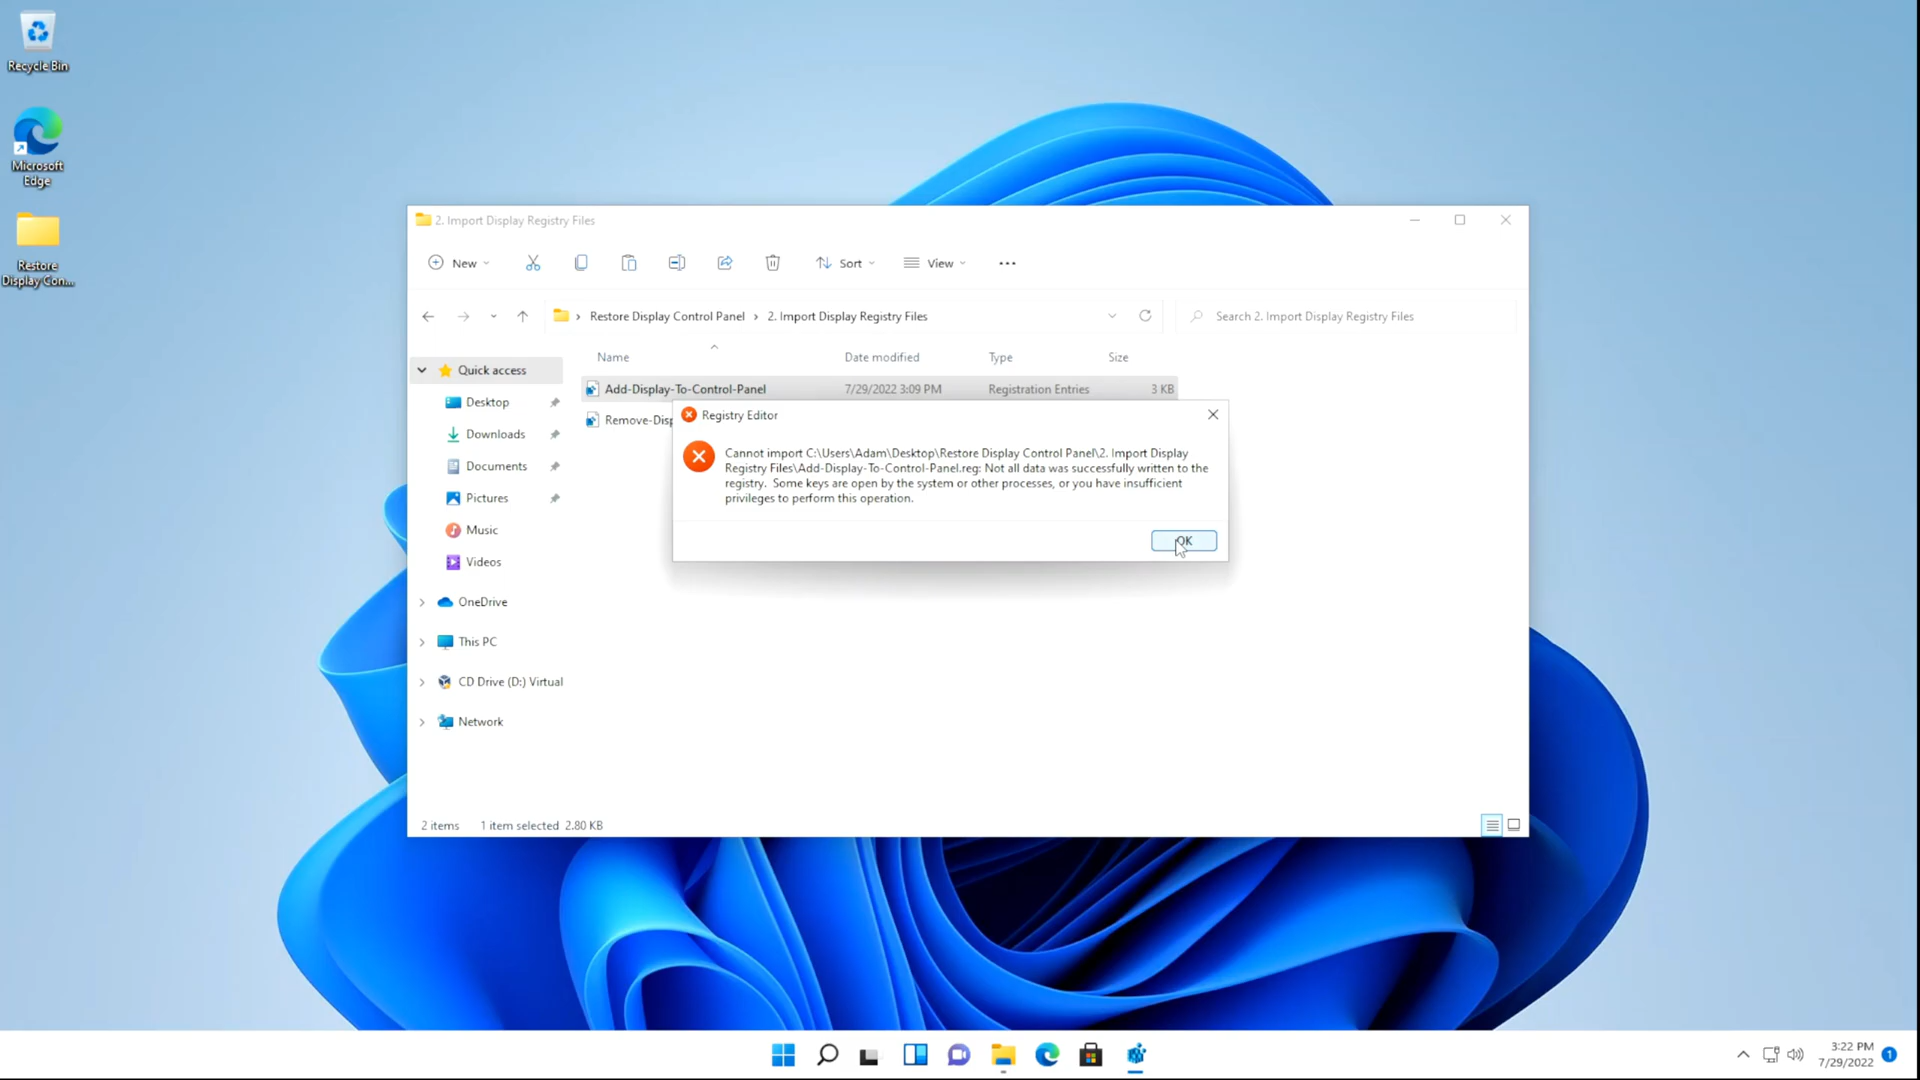 Recycle Bin
Microsoft
Edge
Restore
Display Con...
2. Import Display Registry Files
New
Sort
View
Restore Display Control Panel
2. Import Display Registry Files
Search 2. Import Display Registry Files
Name
Date modified
Type
Size
Quick access
Add-Display-To-Control-Panel
7/29/2022 3:09 PM
Registration Entries
3 KB
Remove-Disp
Desktop
Downloads
Documents
Pictures
Music
Videos
OneDrive
This PC
CD Drive (D:) Virtual
Network
Registry Editor
Cannot import C:\Users\Adam\Desktop\Restore Display Control Panel\2. Import Display
Registry Files\Add-Display-To-Control-Panel.reg: Not all data was successfully written to the
registry. Some keys are open by the system or other processes, or you have insufficient
privileges to perform this operation.
OK
2 items
1 item selected 2.80 KB
3:22 PM
7/29/2022
1